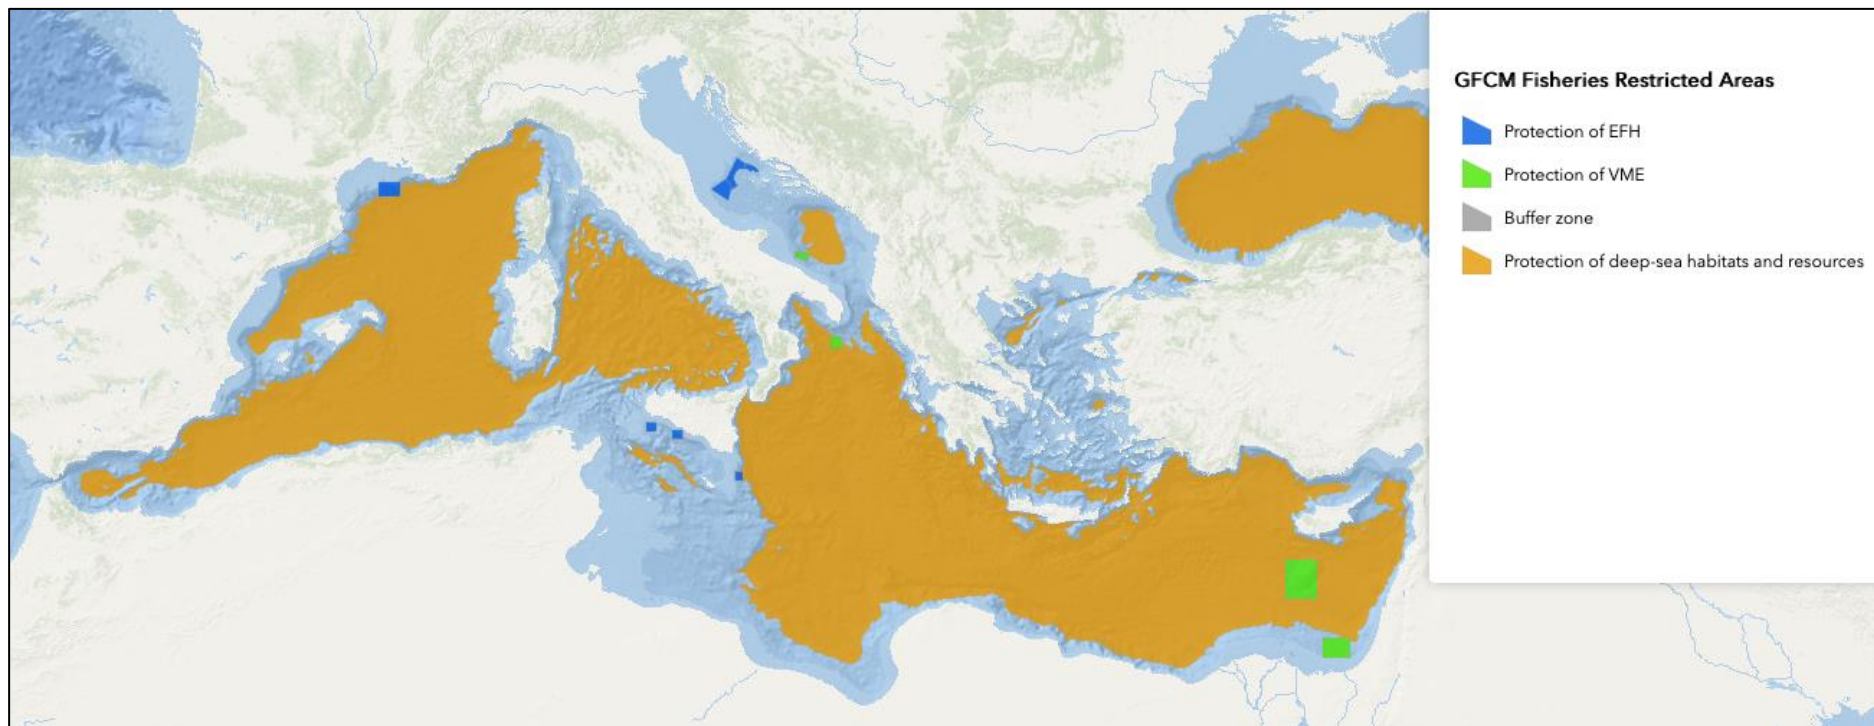 GFCM Fisheries Restricted Areas
Protection of EFH
Protection of VME
Buffer zone
Protection of deep-sea habitats and resources